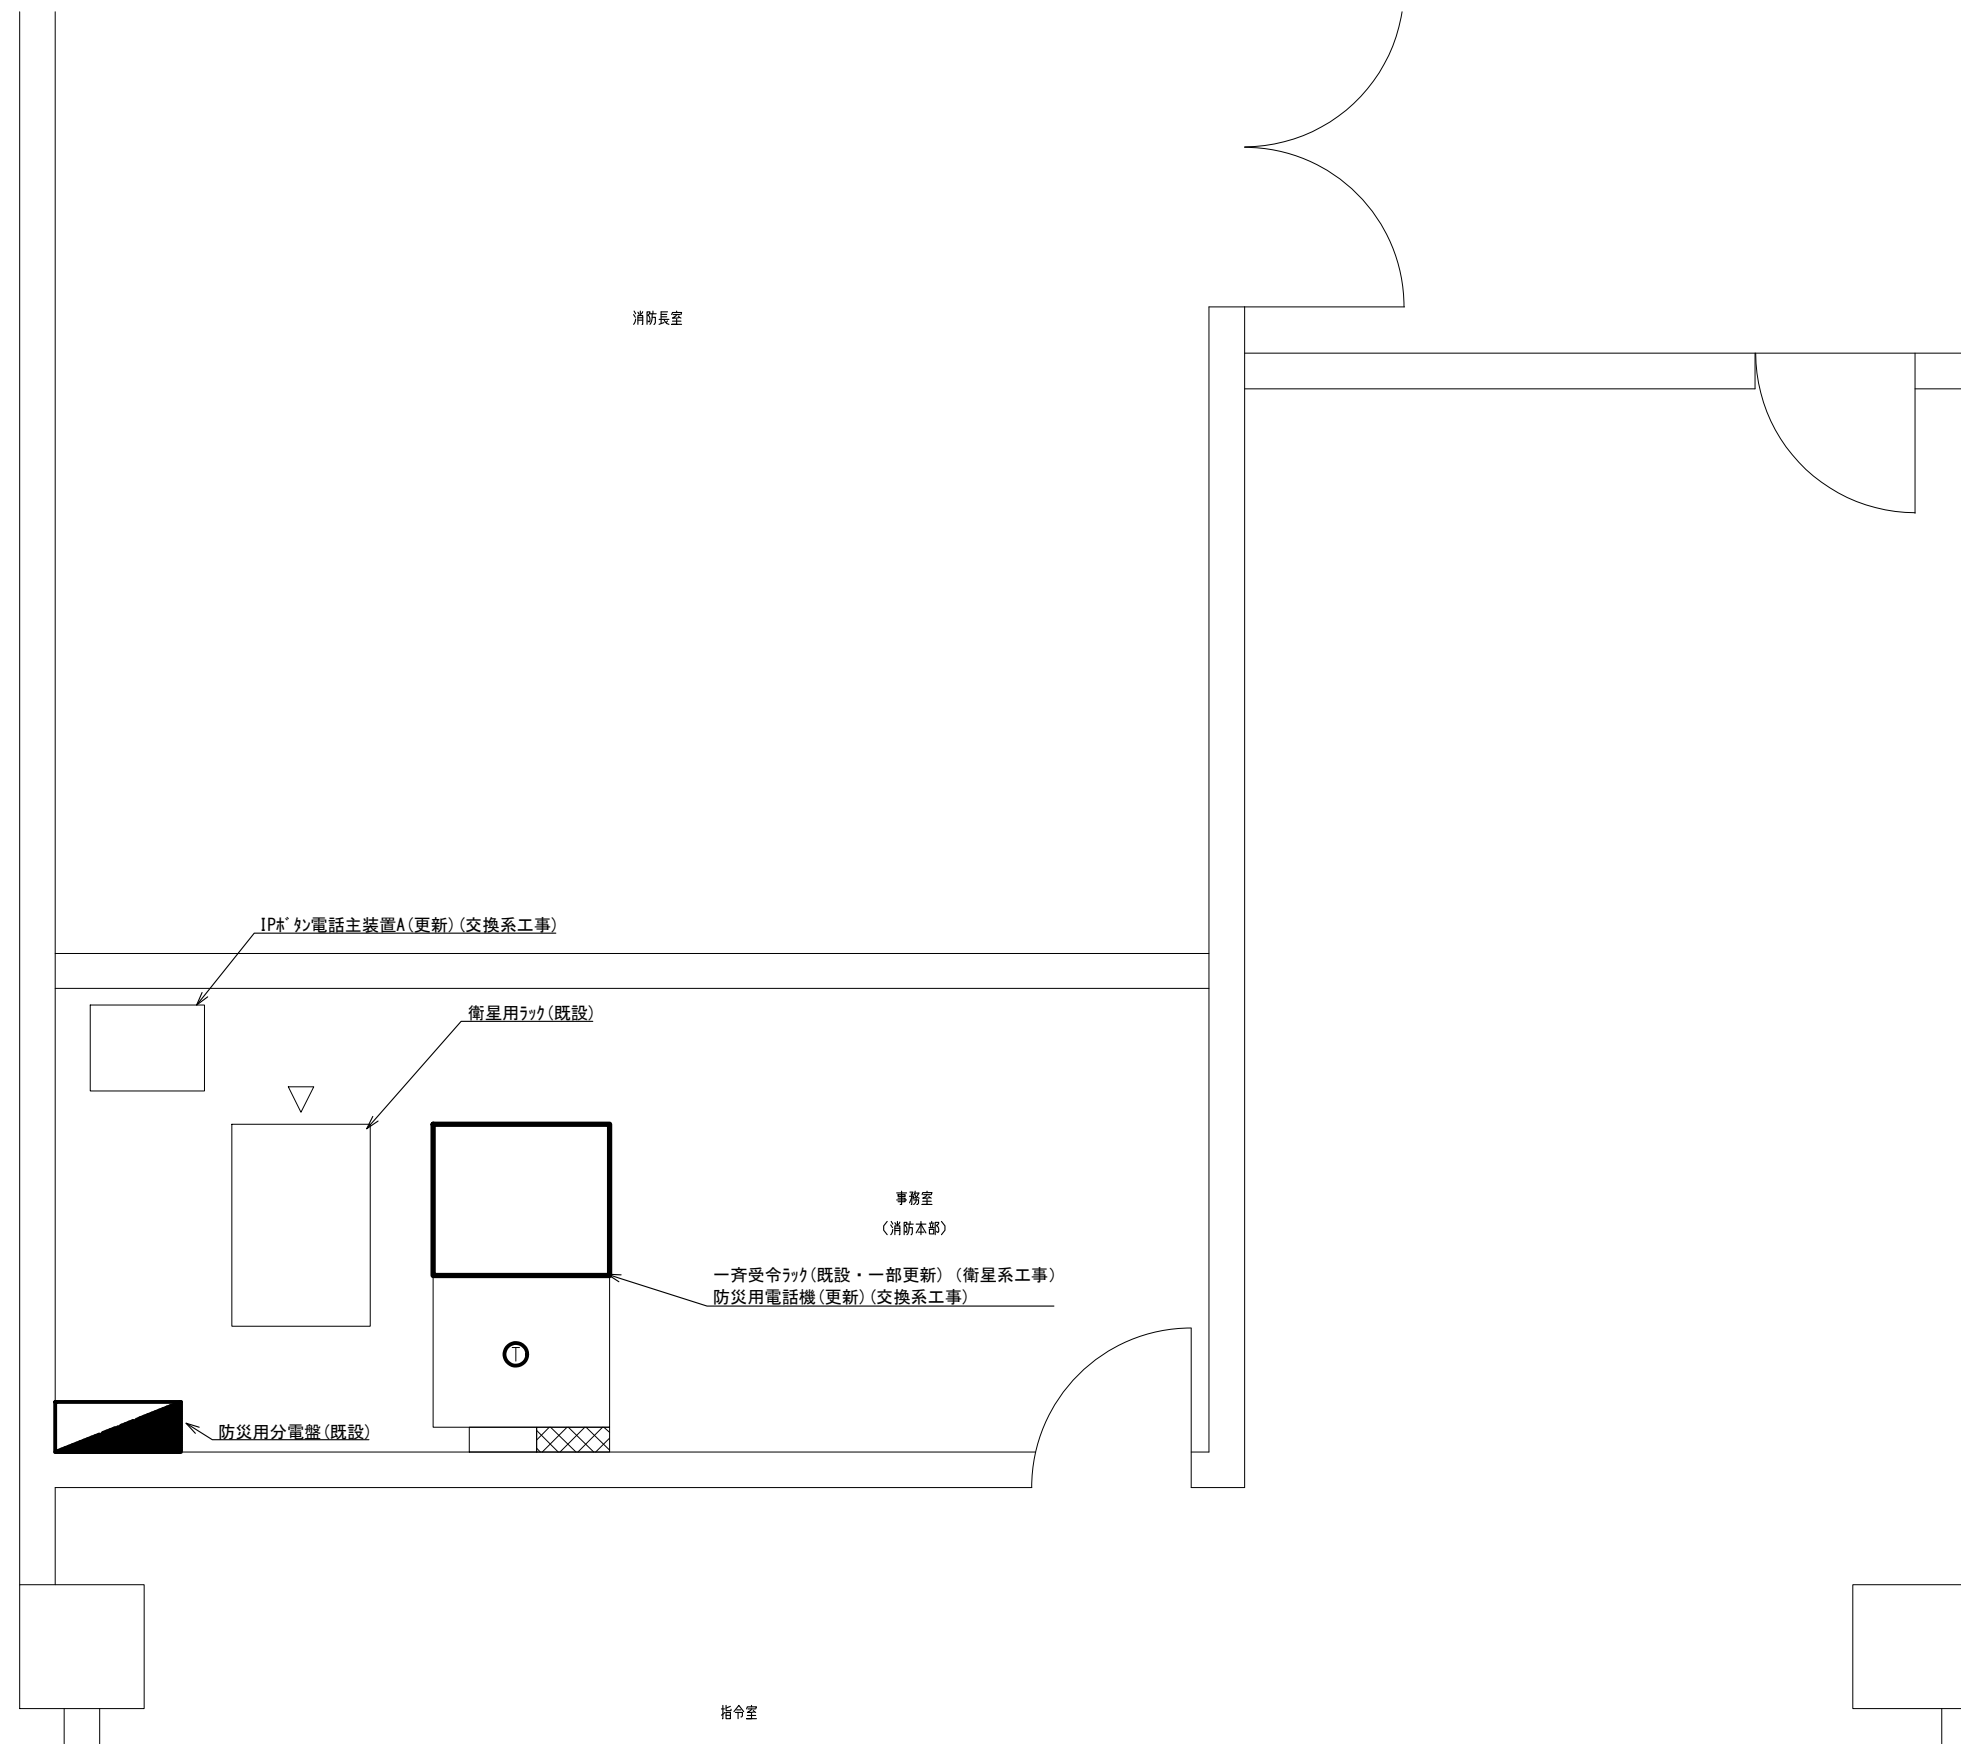 消防長室
IPﾎﾞﾀﾝ電話主装置A(更新)(交換系工事)
衛星用ﾗｯｸ(既設)
事務室
(消防本部)
一斉受令ﾗｯｸ(既設・一部更新)(衛星系工事)
防災用電話機(更新)(交換系工事)
T
防災用分電盤(既設)
指令室